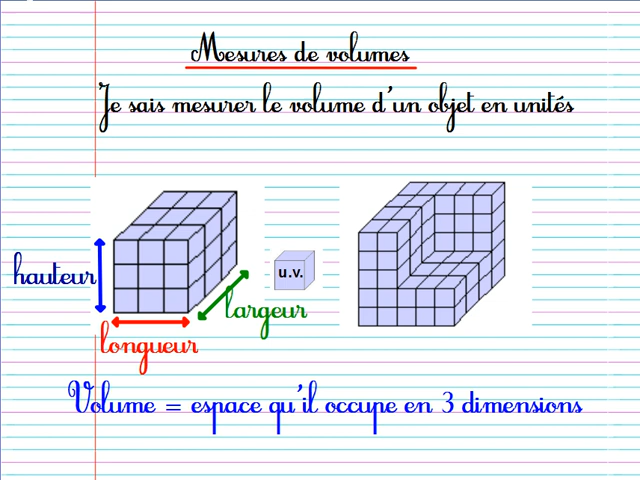 Mesures de volumes
Je sais mesurer le volume d'un objet en unités
hauteur
u.v.
largeur
longueur
Volume = espace qu'il occupe en 3 dimensions